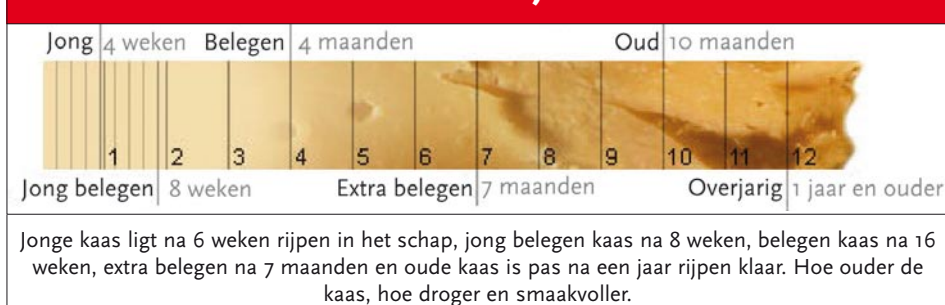 Jong 4 weken Belegen 4 maanden Oud 10 maanden
1 2 3 4 5 6 7 8 9 10 11 12
Jong belegen 8 weken Extra belegen 7 maanden Overjarig 1 jaar en ouder
Jonge kaas ligt na 6 weken rijpen in het schap, jong belegen kaas na 8 weken, belegen kaas na 16
weken, extra belegen na 7 maanden en oude kaas is pas na een jaar rijpen klaar. Hoe ouder de
kaas, hoe droger en smaakvoller.